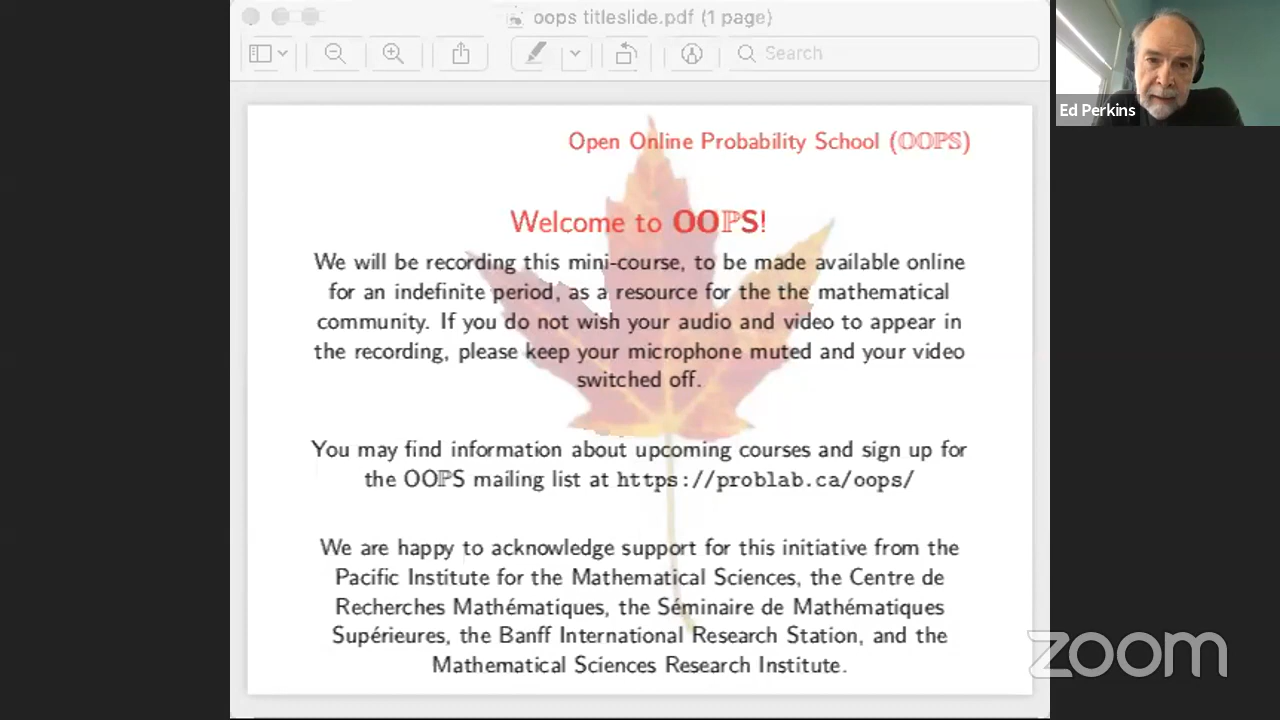 oops titleslide.pdf (1 page)
Search
Ed Perkins
Open Online Probability School (OOℙS)
Welcome to OOℙS!
We will be recording this mini-course, to be made available online
for an indefinite period, as a resource for the the mathematical
community. If you do not wish your audio and video to appear in
the recording, please keep your microphone muted and your video
switched off.
You may find information about upcoming courses and sign up for
the OOℙS mailing list at https://problab.ca/oops/
We are happy to acknowledge support for this initiative from the
Pacific Institute for the Mathematical Sciences, the Centre de
Recherches Mathématiques, the Séminaire de Mathématiques
Supérieures, the Banff International Research Station, and the
Mathematical Sciences Research Institute.
zoom